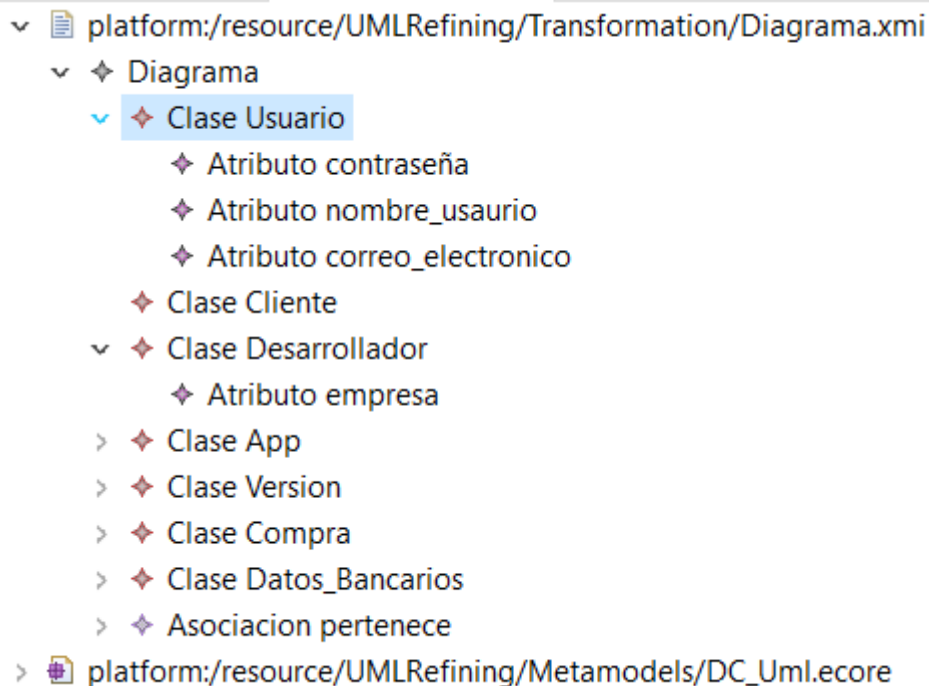 platform:/resource/UMLRefining/Transformation/Diagrama.xmi
Diagrama
Clase Usuario
Atributo contraseña
Atributo nombre_usaurio
Atributo correo_electronico
Clase Cliente
Clase Desarrollador
Atributo empresa
Clase App
Clase Version
Clase Compra
Clase Datos_Bancarios
Asociacion pertenece
platform:/resource/UMLRefining/Metamodels/DC_Uml.ecore